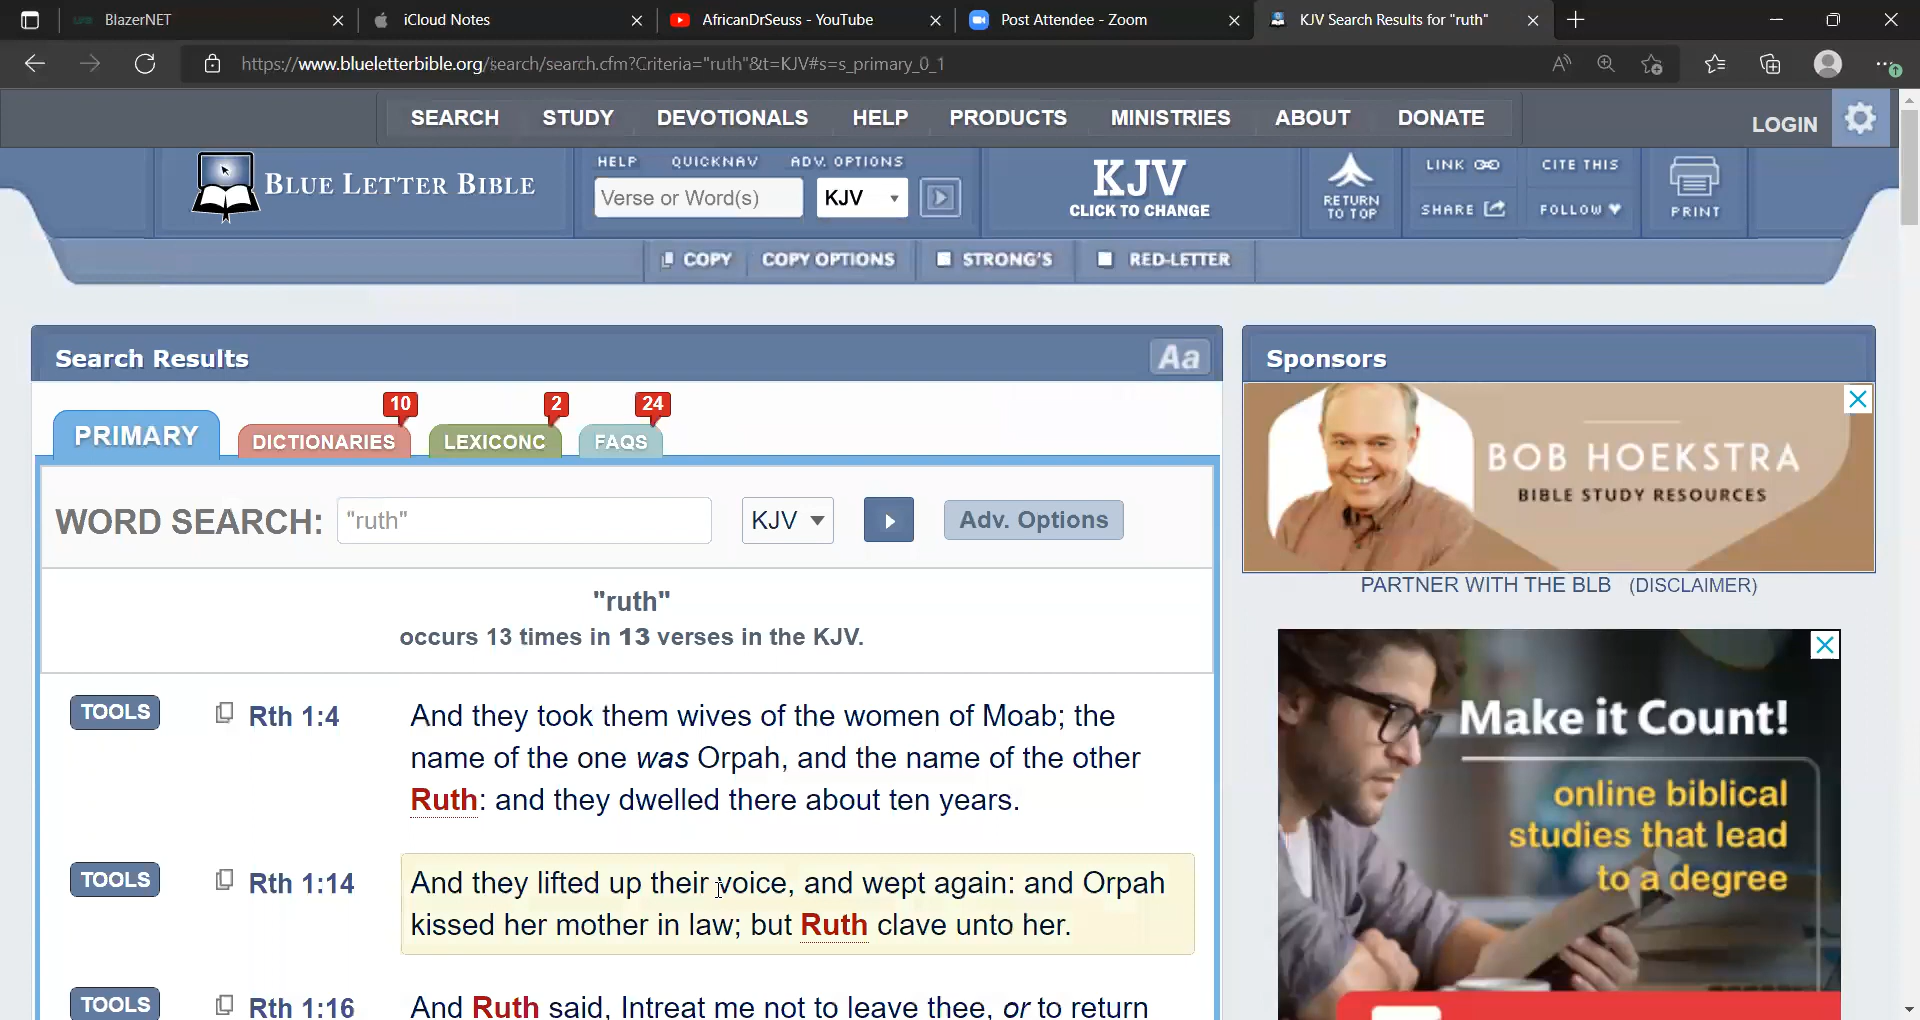 BlazerNET
iCloud Notes
AfricanDrSeuss - YouTube
Post Attendee - Zoom
KJV Search Results for "ruth"
https://www.blueletterbible.org/search/search.cfm?Criteria="ruth"&t=KJV#s=s_primary_0_1
SEARCH STUDY DEVOTIONALS HELP PRODUCTS MINISTRIES ABOUT DONATE
LOGIN
BLUE LETTER BIBLE
HELP QUICKNAV ADV. OPTIONS
Verse or Word(s) KJV
KJV
CLICK TO CHANGE
RETURN
TO TOP
LINK CITE THIS
SHARE FOLLOW
PRINT
COPY COPY OPTIONS STRONG'S RED-LETTER
Search Results
Aa
PRIMARY
DICTIONARIES 10
LEXICONC 2
FAQS 24
WORD SEARCH: "ruth" KJV Adv. Options
"ruth"
occurs 13 times in 13 verses in the KJV.
TOOLS Rth 1:4 And they took them wives of the women of Moab; the
name of the one was Orpah, and the name of the other
Ruth: and they dwelled there about ten years.
TOOLS Rth 1:14 And they lifted up their voice, and wept again: and Orpah
kissed her mother in law; but Ruth clave unto her.
TOOLS Rth 1:16 And Ruth said, Intreat me not to leave thee, or to return
Sponsors
BOB HOEKSTRA
BIBLE STUDY RESOURCES
PARTNER WITH THE BLB (DISCLAIMER)
Make it Count!
online biblical
studies that lead
to a degree